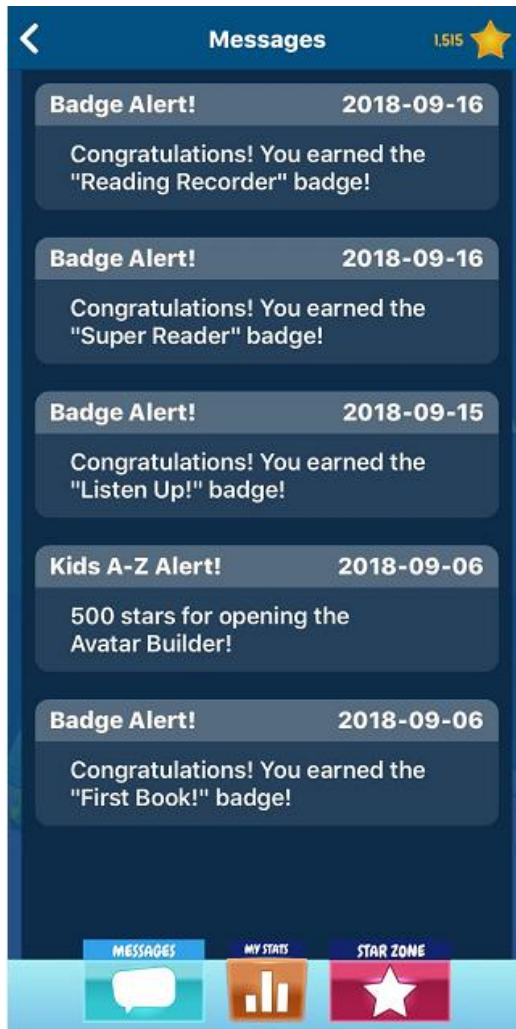 Messages
1,515
Badge Alert! 2018-09-16
Congratulations! You earned the
"Reading Recorder" badge!
Badge Alert! 2018-09-16
Congratulations! You earned the
"Super Reader" badge!
Badge Alert! 2018-09-15
Congratulations! You earned the
"Listen Up!" badge!
Kids A-Z Alert! 2018-09-06
500 stars for opening the
Avatar Builder!
Badge Alert! 2018-09-06
Congratulations! You earned the
"First Book!" badge!
MESSAGES
MY STATS
STAR ZONE